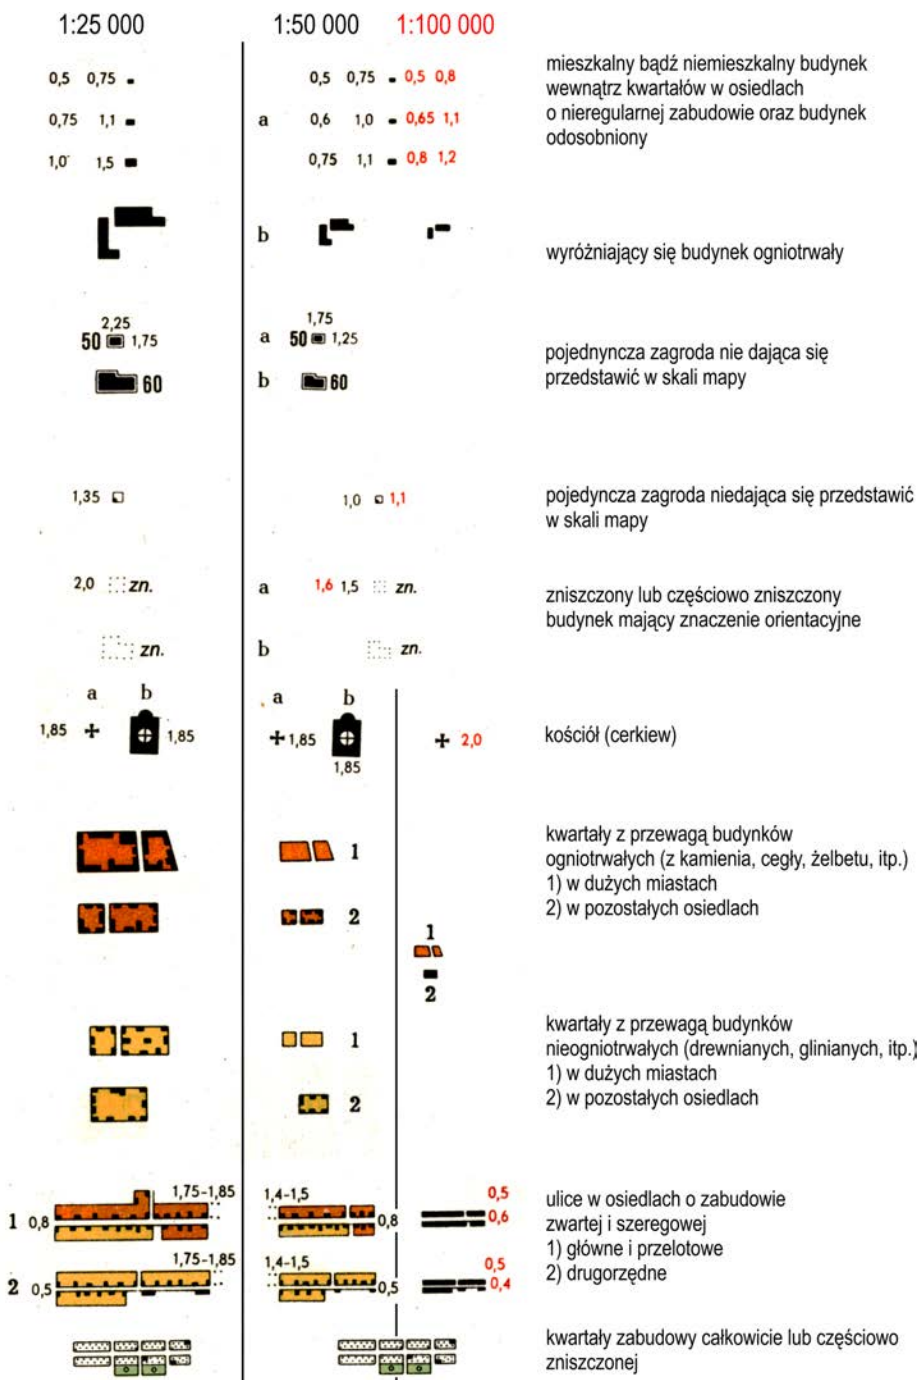 1:25 000 1:50 000 1:100 000
0,5 0,75 0,5 0,75 0,5 0,8
0,75 1,1 a 0,6 1,0 0,65 1,1
1,0 1,5 0,75 1,1 0,8 1,2
mieszkalny bądź niemieszkalny budynek
wewnątrz kwartałów w osiedlach
o nieregularnej zabudowie oraz budynek
odosobniony
b
wyróżniający się budynek ogniotrwały
2,25 1,75
50 1,75 a 50 1,25
60 b 60
pojednyncza zagroda nie dająca się
przedstawić w skali mapy
1,35 1,0 1,1
pojedyncza zagroda niedająca się przedstawić
w skali mapy
2,0 zn. a 1,6 1,5 zn.
zn. b zn.
zniszczony lub częściowo zniszczony
budynek mający znaczenie orientacyjne
a b a b
1,85 1,85 1,85 1,85 2,0
kościół (cerkiew)
1
2
1
2
kwartały z przewagą budynków
ogniotrwałych (z kamienia, cegły, żelbetu, itp.)
1) w dużych miastach
2) w pozostałych osiedlach
1
2
kwartały z przewagą budynków
nieogniotrwałych (drewnianych, glinianych, itp.)
1) w dużych miastach
2) w pozostałych osiedlach
1,75-1,85 1,4-1,5 0,5
1 0,8 0,8 0,6
1,75-1,85 1,4-1,5 0,5
2 0,5 0,5 0,4
ulice w osiedlach o zabudowie
zwartej i szeregowej
1) główne i przelotowe
2) drugorzędne
kwartały zabudowy całkowicie lub częściowo
zniszczonej